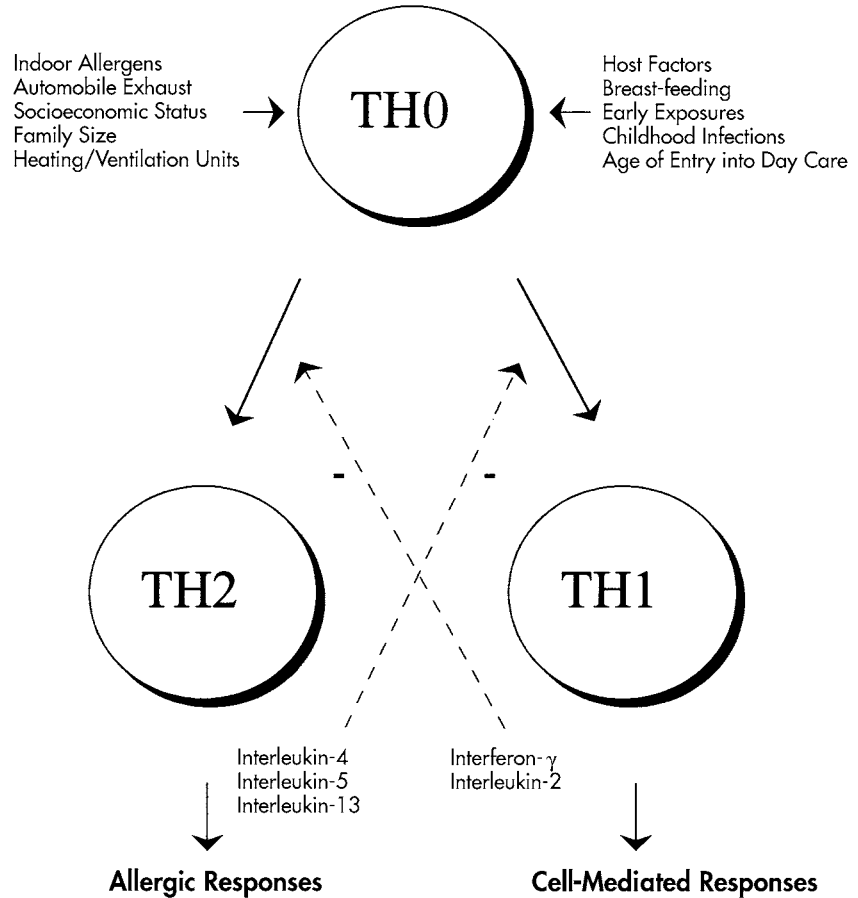 Indoor Allergens
Automobile Exhaust
Socioeconomic Status
Family Size
Heating/Ventilation Units
TH0
Host Factors
Breast-feeding
Early Exposures
Childhood Infections
Age of Entry into Day Care
-
-
TH2
TH1
Interleukin-4
Interleukin-5
Interleukin-13
Interferon-γ
Interleukin-2
Allergic Responses
Cell-Mediated Responses